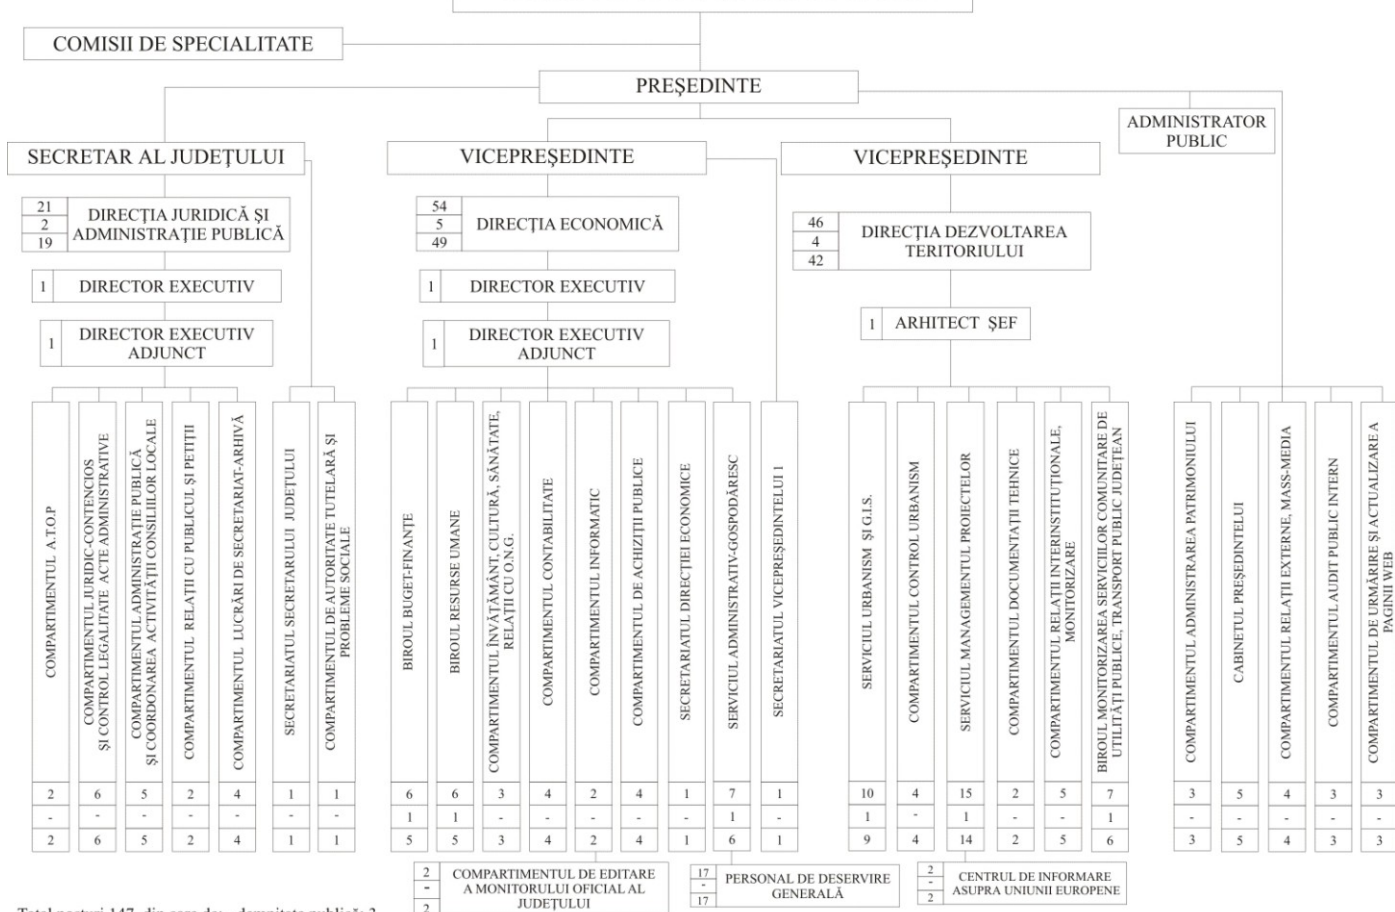 COMISII DE SPECIALITATE
PREŞEDINTE
ADMINISTRATOR
PUBLIC
SECRETAR AL JUDEŢULUI
VICEPREŞEDINTE
VICEPREŞEDINTE
21
2
19
DIRECŢIA JURIDICĂ ŞI
ADMINISTRAŢIE PUBLICĂ
54
5
49
DIRECŢIA ECONOMICĂ
46
4
42
DIRECŢIA DEZVOLTAREA
TERITORIULUI
1 DIRECTOR EXECUTIV
1 DIRECTOR EXECUTIV
1 ARHITECT ŞEF
1 DIRECTOR EXECUTIV
ADJUNCT
1 DIRECTOR EXECUTIV
ADJUNCT
COMPARTIMENTUL A.T.O.P
COMPARTIMENTUL JURIDIC-CONTENCIOS
ŞI CONTROL LEGALITATE ACTE ADMINISTRATIVE
COMPARTIMENTUL ADMINISTRAŢIE PUBLICĂ
ŞI COORDONAREA ACTIVITĂŢII CONSILIILOR LOCALE
COMPARTIMENTUL RELAŢII CU PUBLICUL ŞI PETIŢII
COMPARTIMENTUL LUCRĂRI DE SECRETARIAT-ARHIVĂ
SECRETARIATUL SECRETARULUI JUDEŢULUI
COMPARTIMENTUL DE AUTORITATE TUTELARĂ ŞI
PROBLEME SOCIALE
BIROUL BUGET-FINANŢE
BIROUL RESURSE UMANE
COMPARTIMENTUL ÎNVĂŢĂMÂNT, CULTURĂ, SĂNĂTATE,
RELAŢII CU O.N.G.
COMPARTIMENTUL CONTABILITATE
COMPARTIMENTUL INFORMATIC
COMPARTIMENTUL DE ACHIZIŢII PUBLICE
SECRETARIATUL DIRECŢIEI ECONOMICE
SERVICIUL ADMINISTRATIV-GOSPODĂRESC
SECRETARIATUL VICEPREŞEDINTELUI 1
SERVICIUL URBANISM ŞI G.I.S.
COMPARTIMENTUL CONTROL URBANISM
SERVICIUL MANAGEMENTUL PROIECTELOR
COMPARTIMENTUL DOCUMENTAŢII TEHNICE
COMPARTIMENTUL RELAŢII INTERINSTITUŢIONALE,
MONITORIZARE
BIROUL MONITORIZAREA SERVICIILOR COMUNITARE DE
UTILITĂŢI PUBLICE, TRANSPORT PUBLIC JUDEŢEAN
COMPARTIMENTUL ADMINISTRAREA PATRIMONIULUI
CABINETUL PREŞEDINTELUI
COMPARTIMENTUL RELAŢII EXTERNE, MASS-MEDIA
COMPARTIMENTUL AUDIT PUBLIC INTERN
COMPARTIMENTUL DE URMĂRIRE ŞI ACTUALIZARE A
PAGINII WEB
2 6 5 2 4 1 1 6 6 3 4 2 4 1 7 1 10 4 15 2 5 7 3 5 4 3 3
- - - - - - - 1 1 - - - - - 1 - 1 - 1 - - 1 - - - - -
2 6 5 2 4 1 1 5 5 3 4 2 4 1 6 1 9 4 14 2 5 6 3 5 4 3 3
2
-
2
COMPARTIMENTUL DE EDITARE
A MONITORULUI OFICIAL AL
JUDEŢULUI
17
-
17
PERSONAL DE DESERVIRE
GENERALĂ
2
-
2
CENTRUL DE INFORMARE
ASUPRA UNIUNII EUROPENE